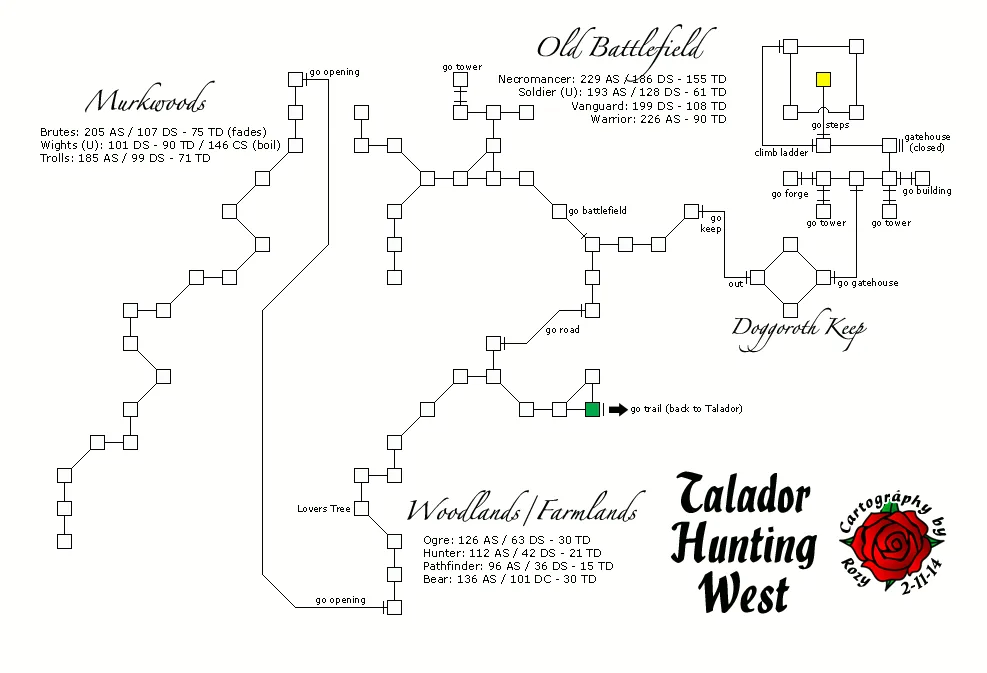 Old Battlefield
Necromancer: 229 AS / 186 DS - 155 TD
Soldier (U): 193 AS / 128 DS - 61 TD
Vanguard: 199 DS - 108 TD
Warrior: 226 AS - 90 TD
go opening
go tower
Murkwoods
Brutes: 205 AS / 107 DS - 75 TD (fades)
Wights (U): 101 DS - 90 TD / 146 CS (boil)
Trolls: 185 AS / 99 DS - 71 TD
go steps
climb ladder
gatehouse
(closed)
go forge
go building
go tower
go tower
go battlefield
go
keep
out
go gatehouse
Doggoroth Keep
go road
go trail (back to Talador)
Lovers Tree
Woodlands/Farmlands
Ogre: 126 AS / 63 DS - 30 TD
Hunter: 112 AS / 42 DS - 21 TD
Pathfinder: 96 AS / 36 DS - 15 TD
Bear: 136 AS / 101 DC - 30 TD
go opening
Talador
Hunting
West
Cartography by
Rozy 2-11-14